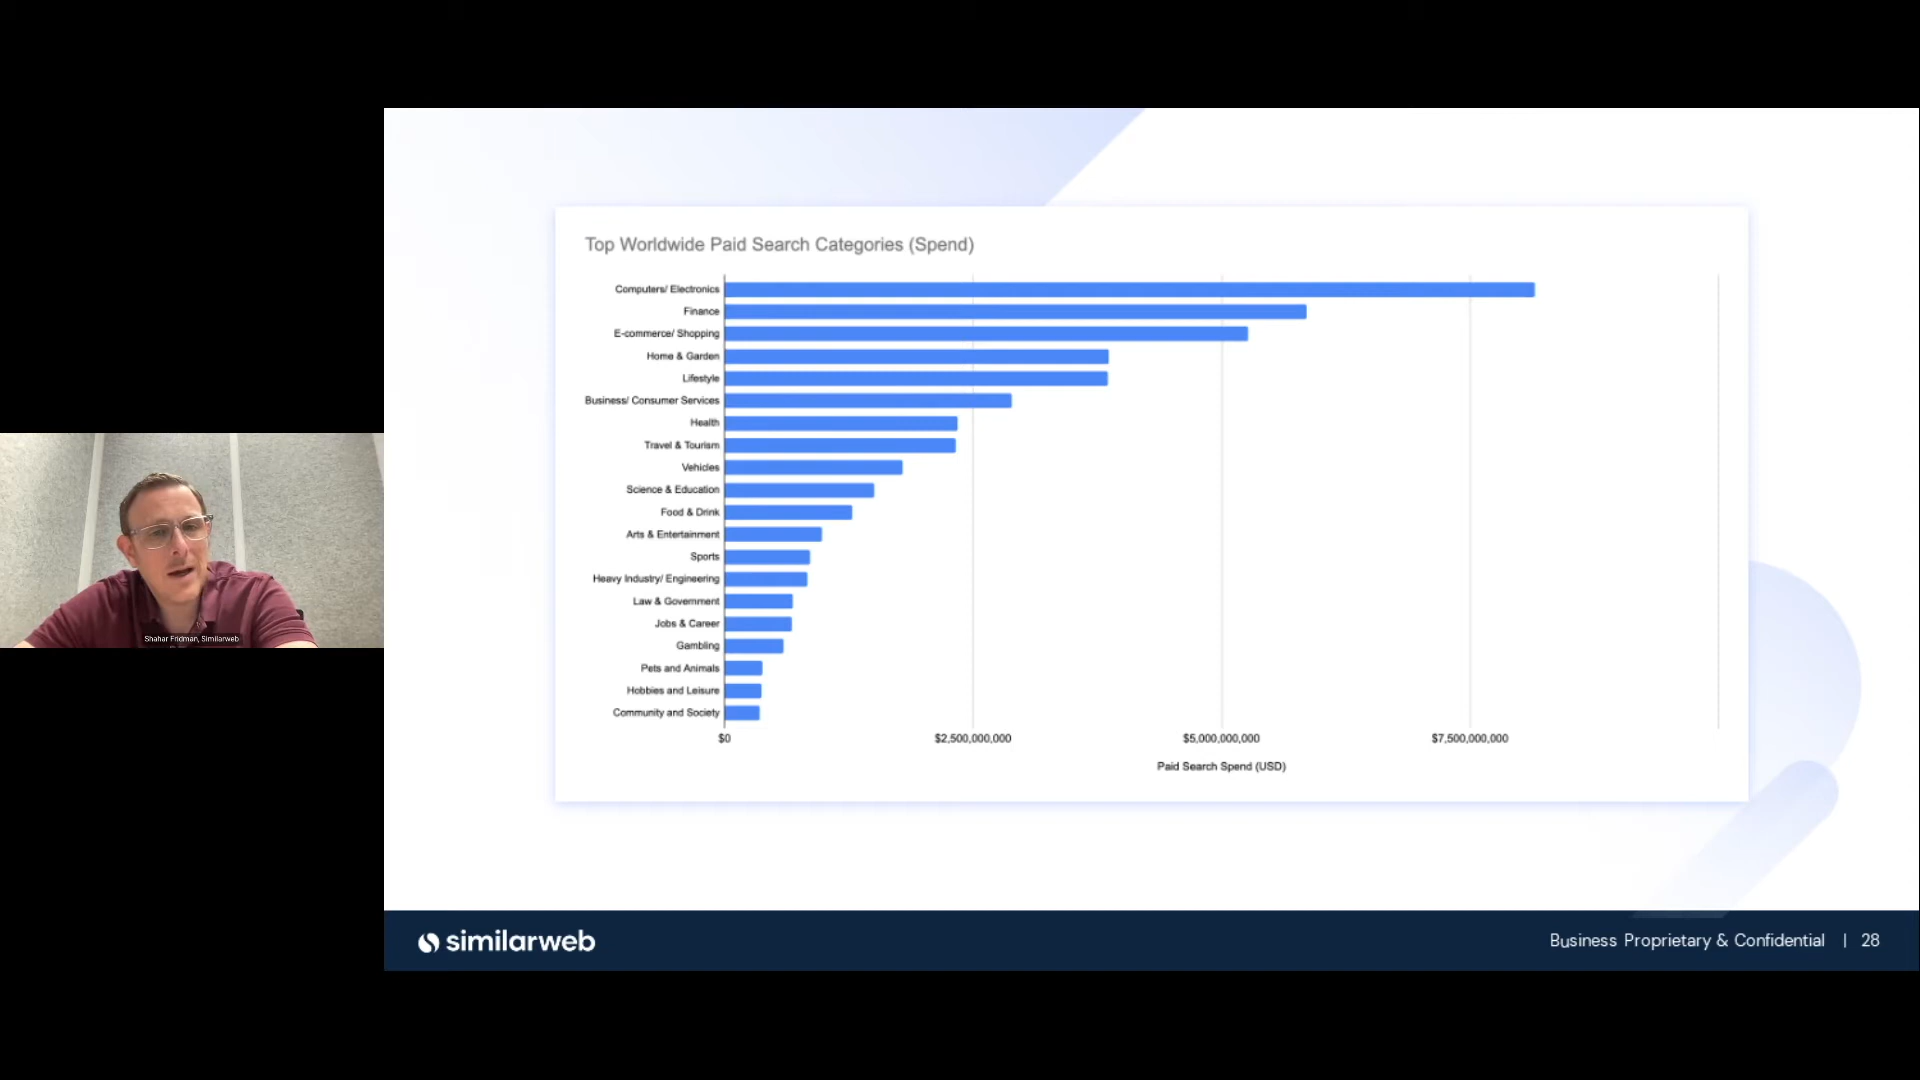 Top Worldwide Paid Search Categories (Spend)
Computers/ Electronics
Finance
E-commerce/ Shopping
Home & Garden
Lifestyle
Business/ Consumer Services
Health
Travel & Tourism
Vehicles
Science & Education
Food & Drink
Arts & Entertainment
Sports
Heavy Industry/ Engineering
Law & Government
Jobs & Career
Gambling
Pets and Animals
Hobbies and Leisure
Community and Society
$0 $2,500,000,000 $5,000,000,000 $7,500,000,000
Paid Search Spend (USD)
Shahar Fridman, Similarweb
similarweb
Business Proprietary & Confidential | 28